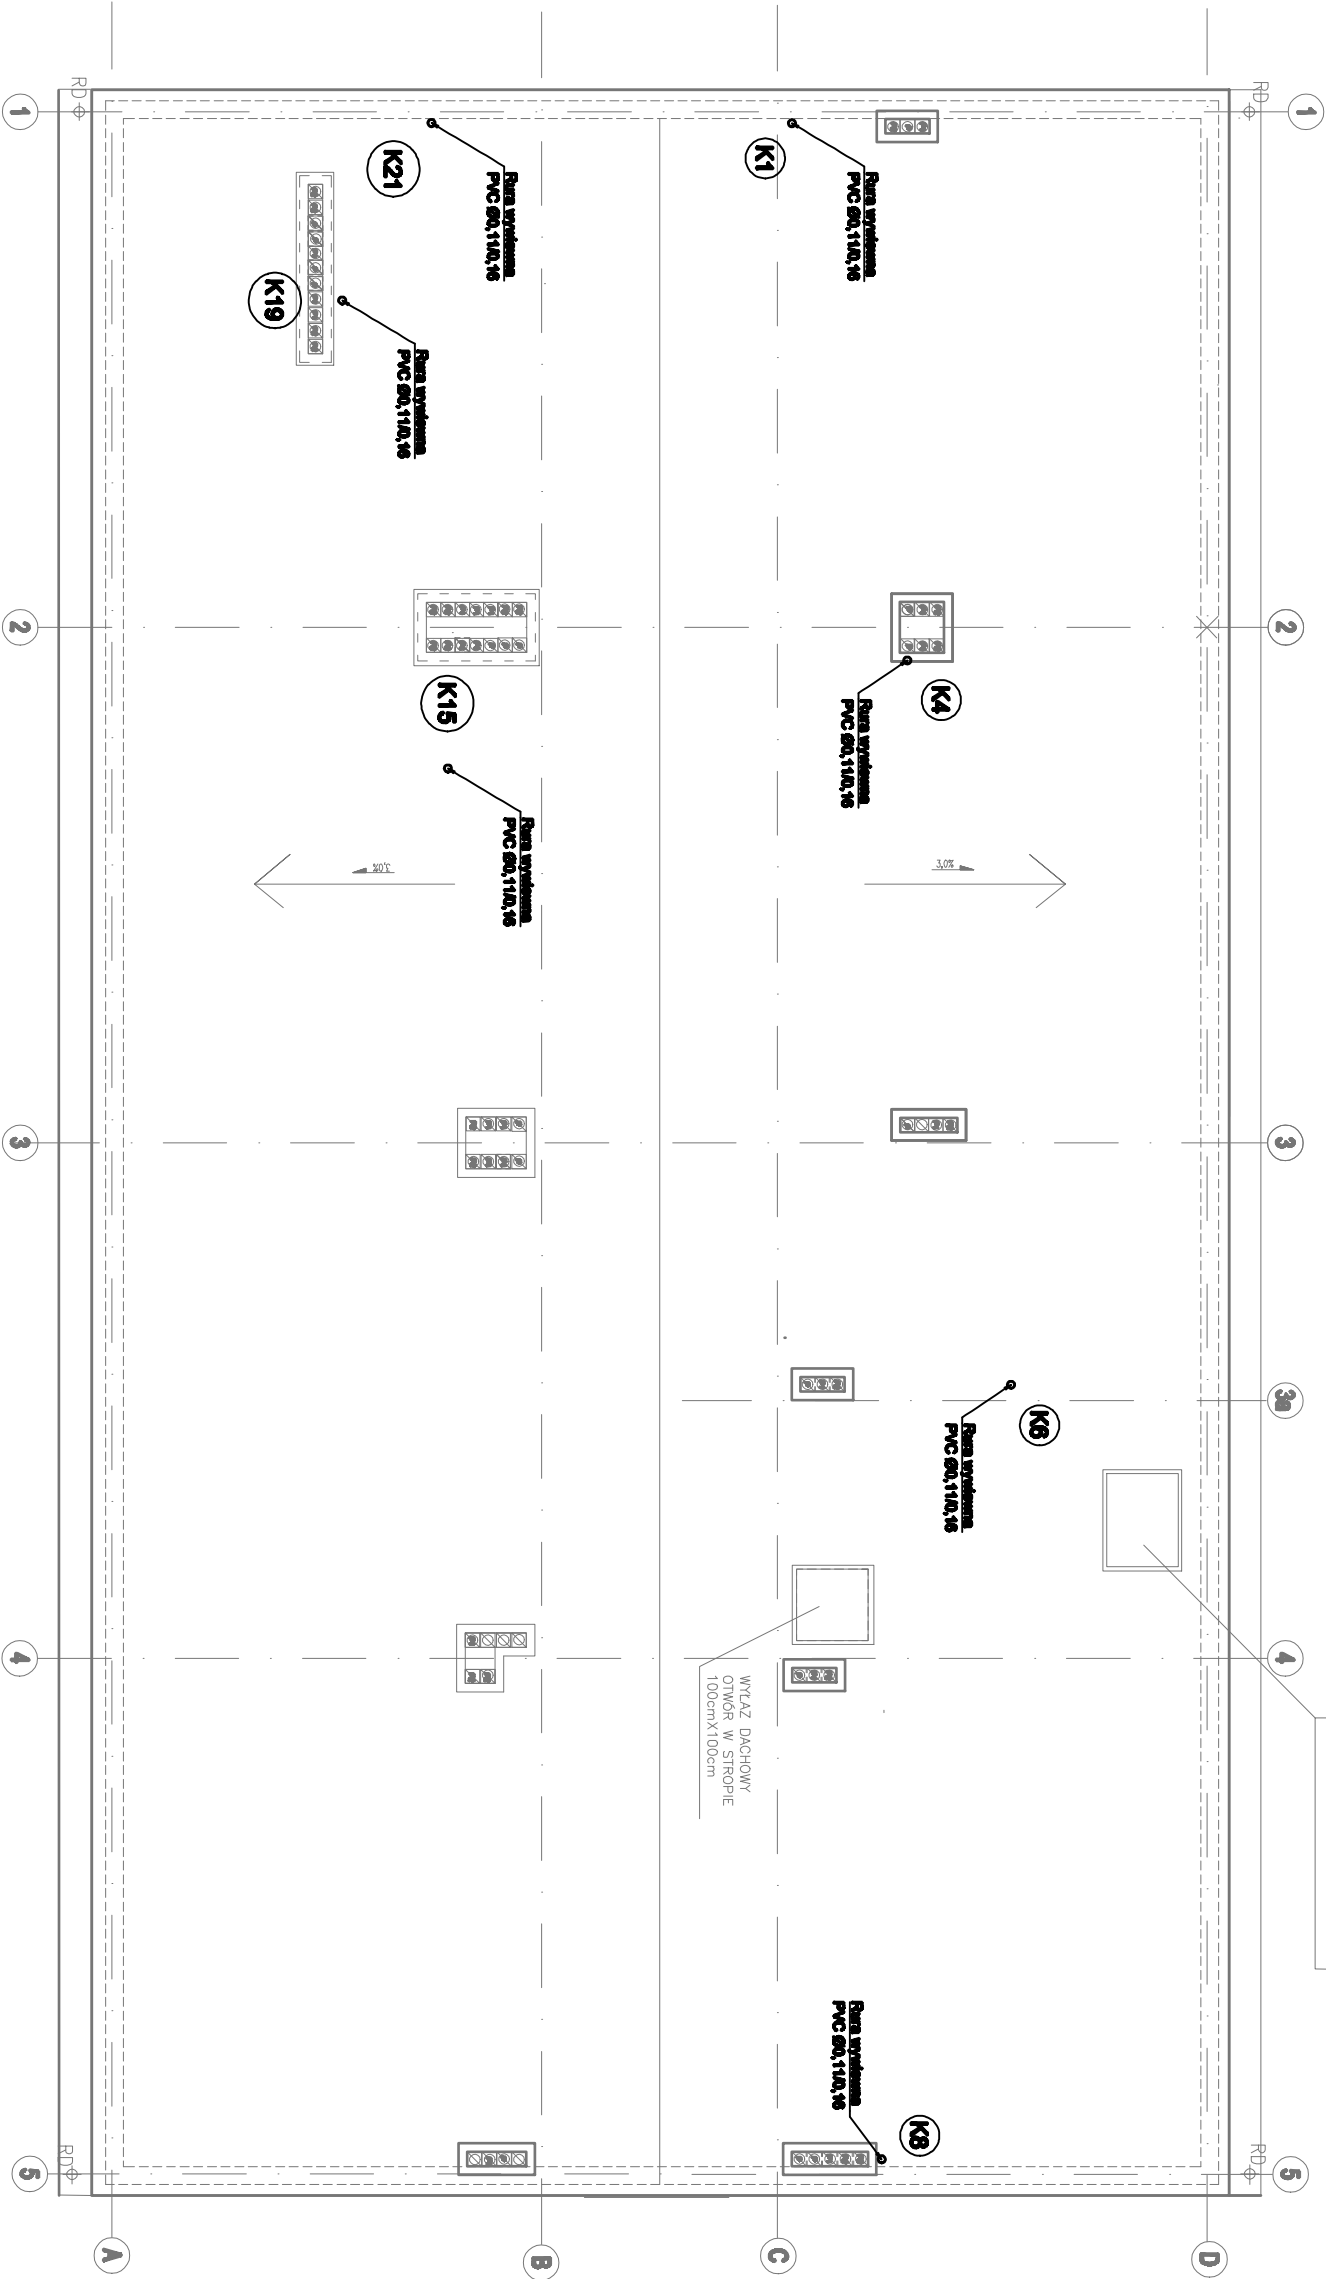 RD
RD
1
1
K21
Rura wywiewna
PVC Ø0,11/0,16
K1
Rura wywiewna
PVC Ø0,11/0,16
K19
Rura wywiewna
PVC Ø0,11/0,16
2
2
K15
Rura wywiewna
PVC Ø0,11/0,16
K4
Rura wywiewna
PVC Ø0,11/0,16
3,0%
3,0%
3
3
3a
K6
Rura wywiewna
PVC Ø0,11/0,16
4
4
WYŁAZ DACHOWY
OTWÓR W STROPIE
100cmX100cm
Rura wywiewna
PVC Ø0,11/0,16
K8
RD
RD
5
5
A
B
C
D